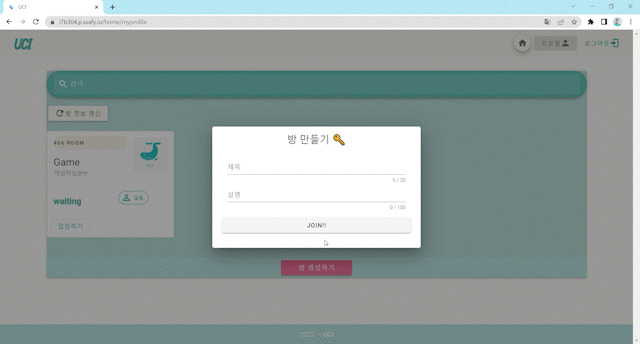 UCI
i7b304.p.ssafy.io/home/myprofile
UCI
프로필
로그아웃
검색
방 정보 갱신
#55 ROOM
Game
게임하실분!!!
waiting
3/6
입장하기
방 만들기 🔑
제목
0 / 20
설명
0 / 100
JOIN!!
방 생성하기
2022 — UCI